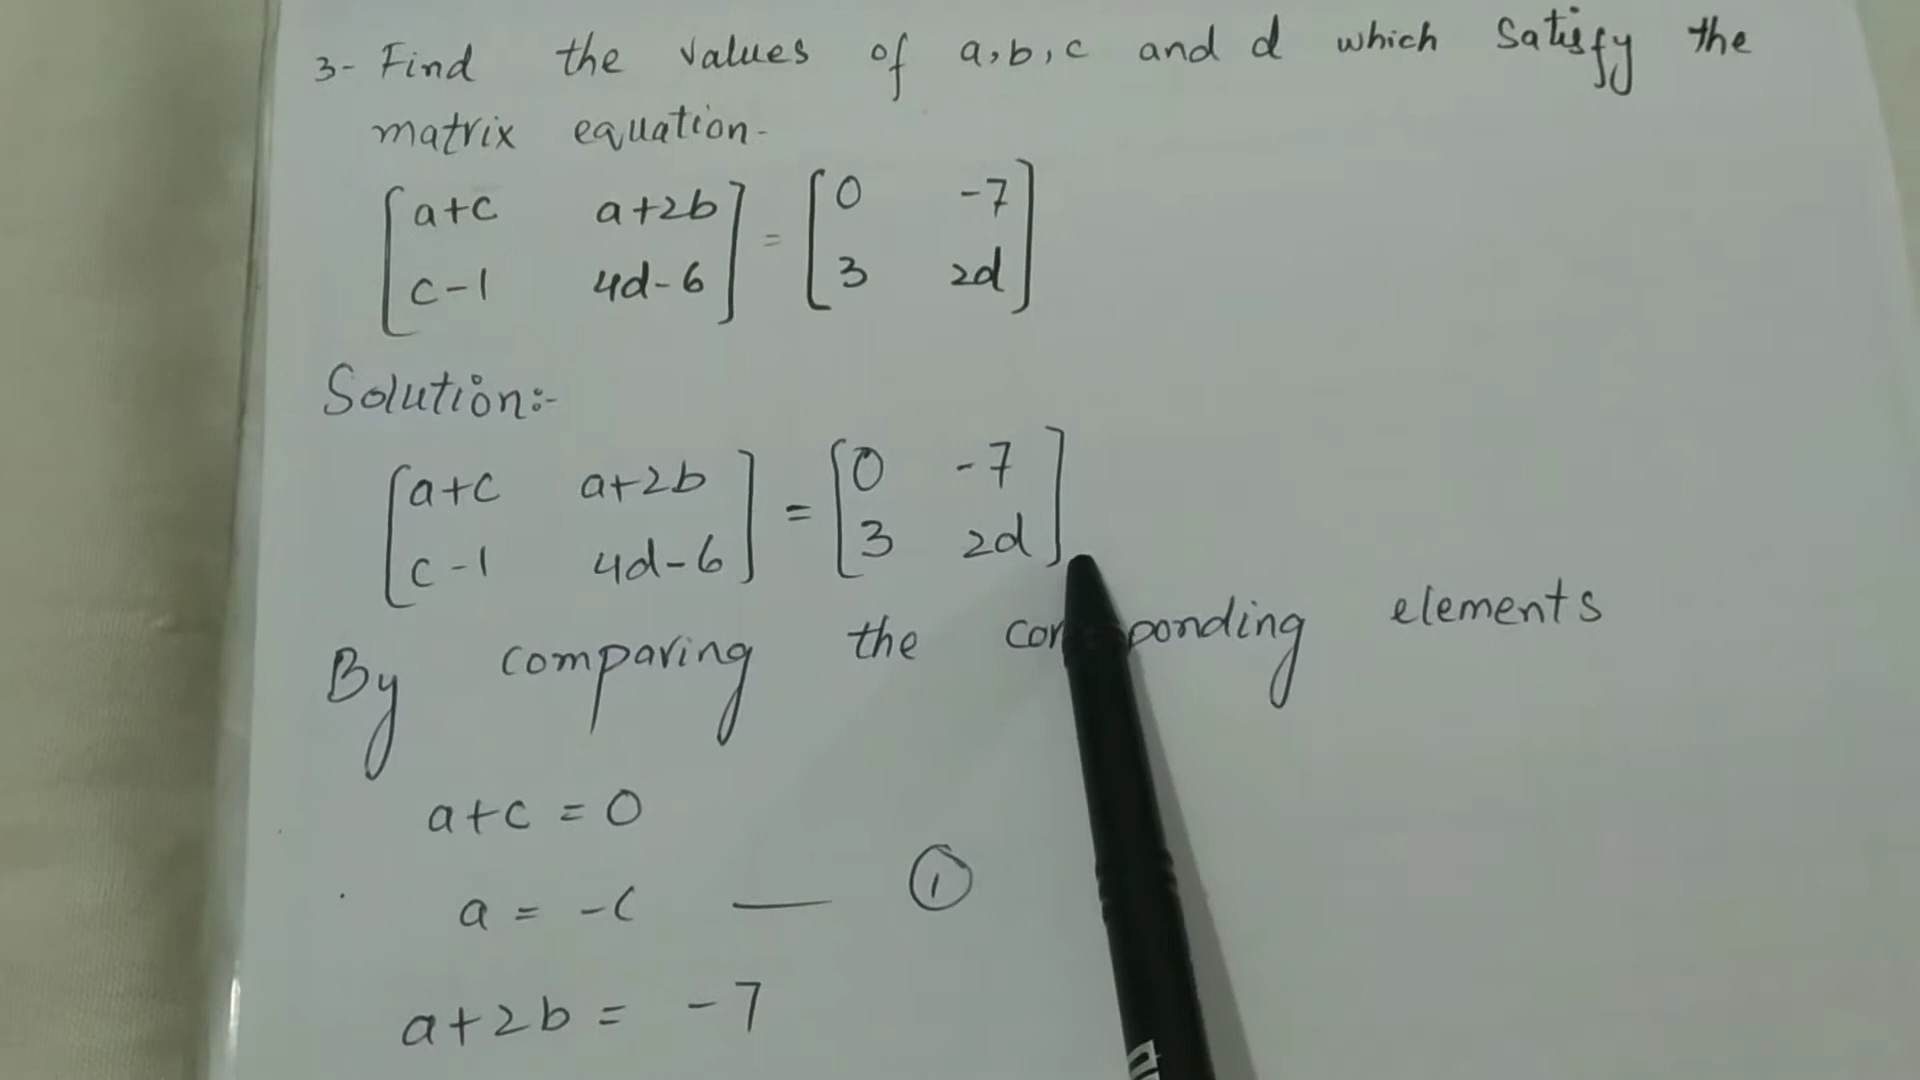 3- Find the values of a,b,c and d which satisfy the
matrix equation-
[a+c a+2b] = [0 -7]
[c-1 4d-6] [3 2d]
Solution:-
[a+c a+2b] = [0 -7]
[c-1 4d-6] [3 2d]
By comparing the elements
a+c = 0
a = -c — ①
a+2b = -7